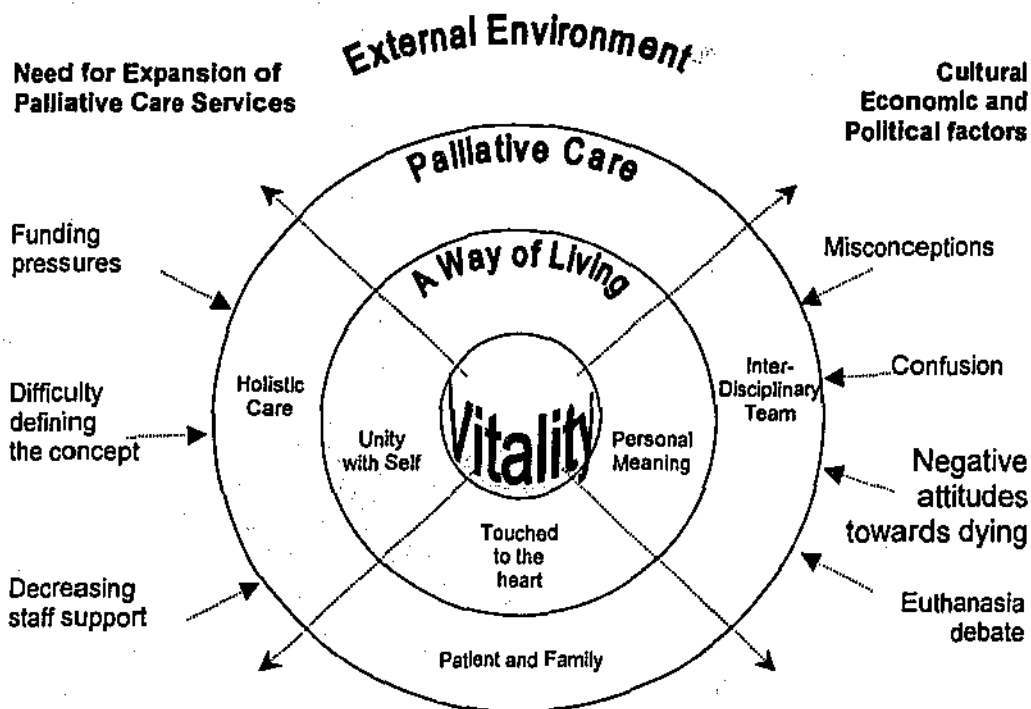 External Environment
Need for Expansion of
Palliative Care Services
Cultural
Economic and
Political factors
Palliative Care
A Way of Living
Vitality
Funding
pressures
Difficulty
defining
the concept
Decreasing
staff support
Holistic
Care
Unity
with Self
Touched
to the
heart
Personal
Meaning
Inter-
Disciplinary
Team
Patient and Family
Misconceptions
Confusion
Negative
attitudes
towards dying
Euthanasia
debate